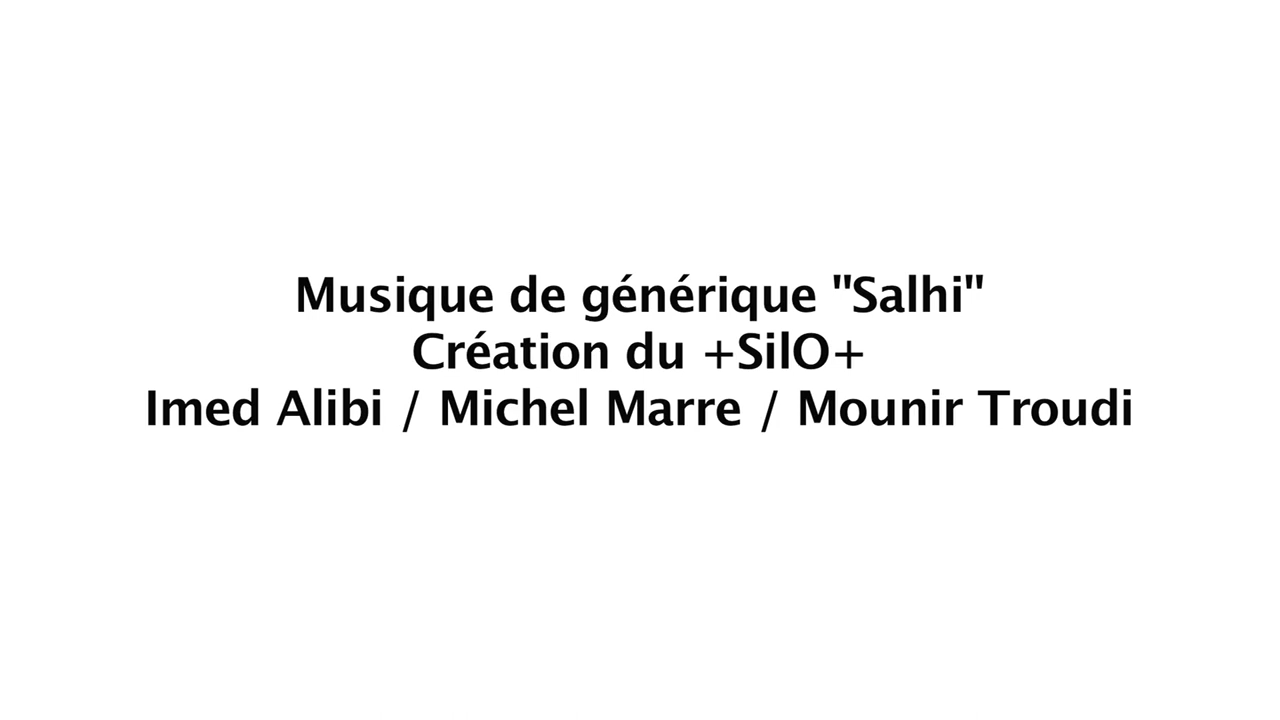 Musique de générique "Salhi"
Création du +SilO+
Imed Alibi / Michel Marre / Mounir Troudi